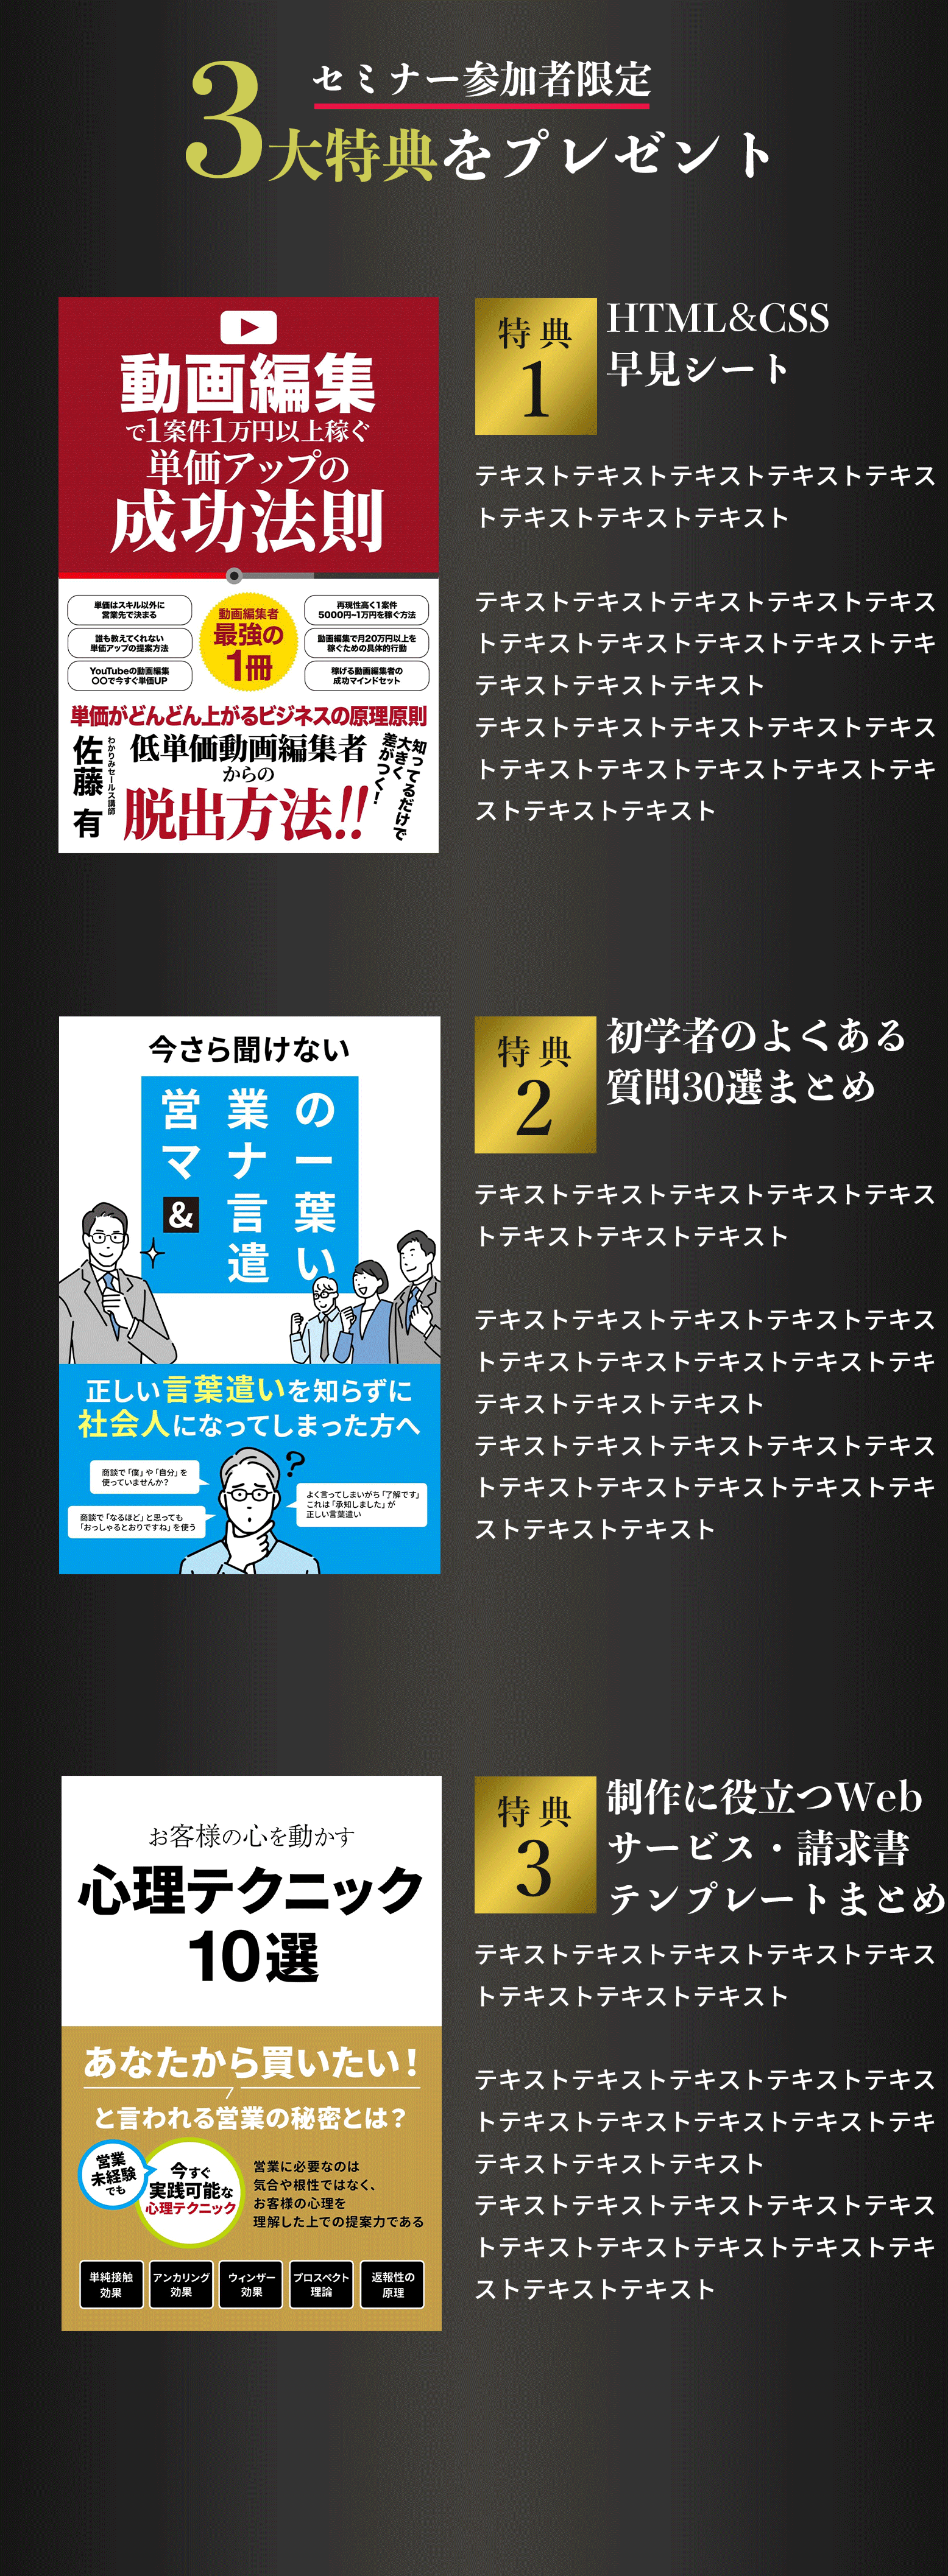 セミナー参加者限定
3大特典をプレゼント
動画編集
で1案件1万円以上稼ぐ
単価アップの
成功法則
単価はスキル以外に
営業先で決まる
誰も教えてくれない
単価アップの提案方法
YouTubeの動画編集
〇〇で今すぐ単価UP
動画編集者
最強の
1冊
再現性高く1案件
5000円~1万円を稼ぐ方法
動画編集で月20万円以上を
稼ぐための具体的行動
稼げる動画編集者の
成功マインドセット
単価がどんどん上がるビジネスの原理原則
わかりみセールス講師
佐藤 有
低単価動画編集者
からの
脱出方法!!
知ってるだけで
大きく
差がつく!
特典
1
HTML&CSS
早見シート
テキストテキストテキストテキストテキス
トテキストテキストテキスト
テキストテキストテキストテキストテキス
トテキストテキストテキストテキストテキ
ストテキストテキスト
テキストテキストテキストテキストテキス
トテキストテキストテキストテキストテキ
ストテキストテキスト
今さら聞けない
営業の
マナー
&言葉
遣い
正しい言葉遣いを知らずに
社会人になってしまった方へ
商談で「僕」や「自分」を
使っていませんか?
商談で「なるほど」と思っても
「おっしゃるとおりですね」を使う
?
よく言ってしまいがち「了解です」
これは「承知しました」が
正しい言葉遣い
特典
2
初学者のよくある
質問30選まとめ
テキストテキストテキストテキストテキス
トテキストテキストテキスト
テキストテキストテキストテキストテキス
トテキストテキストテキストテキストテキ
ストテキストテキスト
テキストテキストテキストテキストテキス
トテキストテキストテキストテキストテキ
ストテキストテキスト
お客様の心を動かす
心理テクニック
10選
あなたから買いたい!
と言われる営業の秘密とは?
営業
未経験
でも
今すぐ
実践可能な
心理テクニック
営業に必要なのは
気合や根性ではなく、
お客様の心理を
理解した上での提案力である
単純接触
効果
アンカリング
効果
ウィンザー
効果
プロスペクト
理論
返報性の
原理
特典
3
制作に役立つWeb
サービス・請求書
テンプレートまとめ
テキストテキストテキストテキストテキス
トテキストテキストテキスト
テキストテキストテキストテキストテキス
トテキストテキストテキストテキストテキ
ストテキストテキスト
テキストテキストテキストテキストテキス
トテキストテキストテキストテキストテキ
ストテキストテキスト